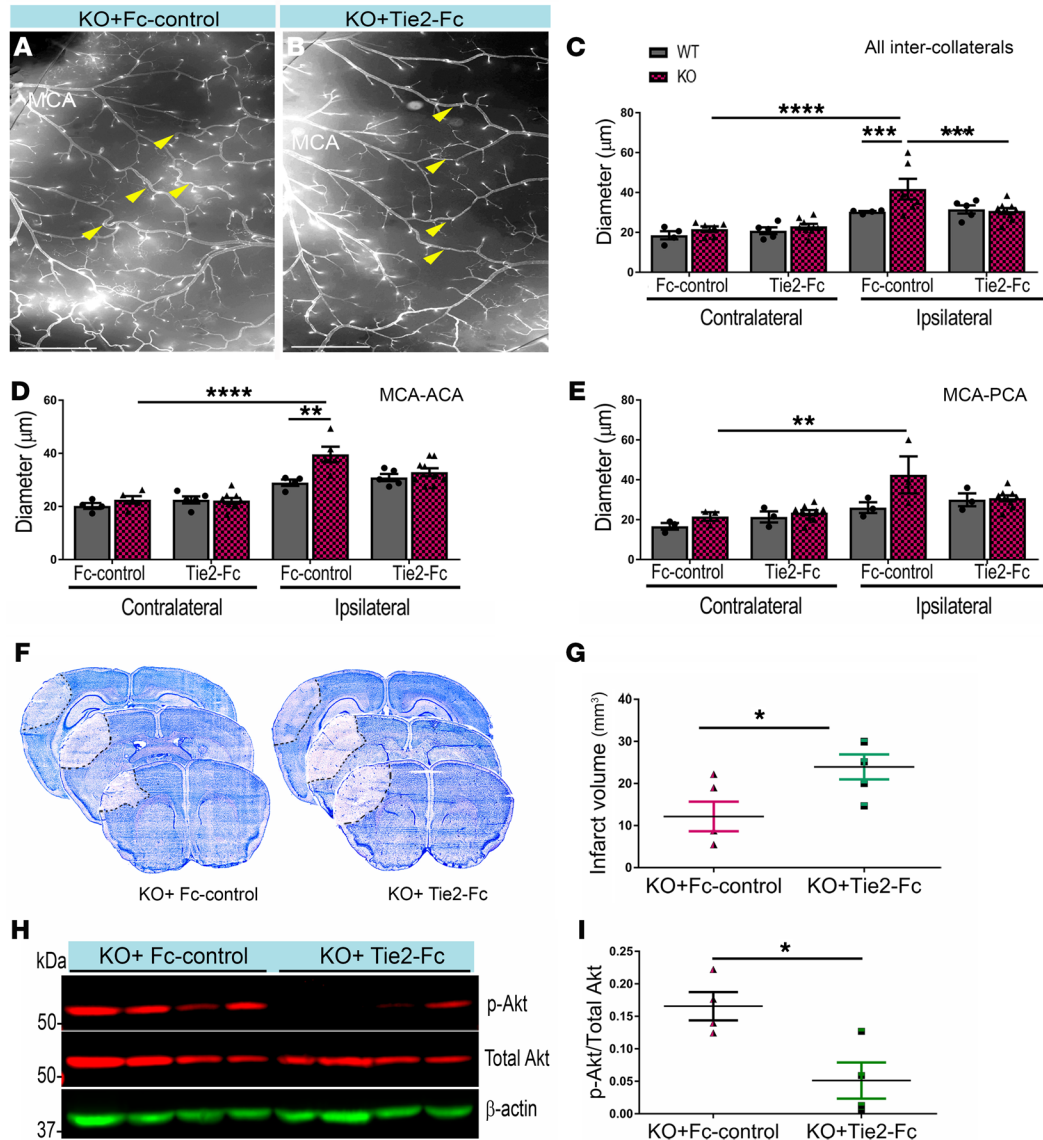 KO+Fc-control
KO+Tie2-Fc
A
MCA
B
MCA
C
WT
KO
All inter-collaterals
Diameter (μm)
80
60
40
20
0
****
***
***
Fc-control Tie2-Fc Fc-control Tie2-Fc
Contralateral Ipsilateral
D
MCA-ACA
Diameter (μm)
60
40
20
0
****
**
Fc-control Tie2-Fc Fc-control Tie2-Fc
Contralateral Ipsilateral
E
MCA-PCA
Diameter (μm)
80
60
40
20
0
**
Fc-control Tie2-Fc Fc-control Tie2-Fc
Contralateral Ipsilateral
F
KO+ Fc-control
KO+ Tie2-Fc
G
Infarct volume (mm³)
40
30
20
10
0
*
KO+Fc-control KO+Tie2-Fc
H
KO+ Fc-control KO+ Tie2-Fc
kDa
50-
p-Akt
50-
Total Akt
37-
β-actin
I
p-Akt/Total Akt
0.25
0.20
0.15
0.10
0.05
0.00
*
KO+Fc-control KO+Tie2-Fc